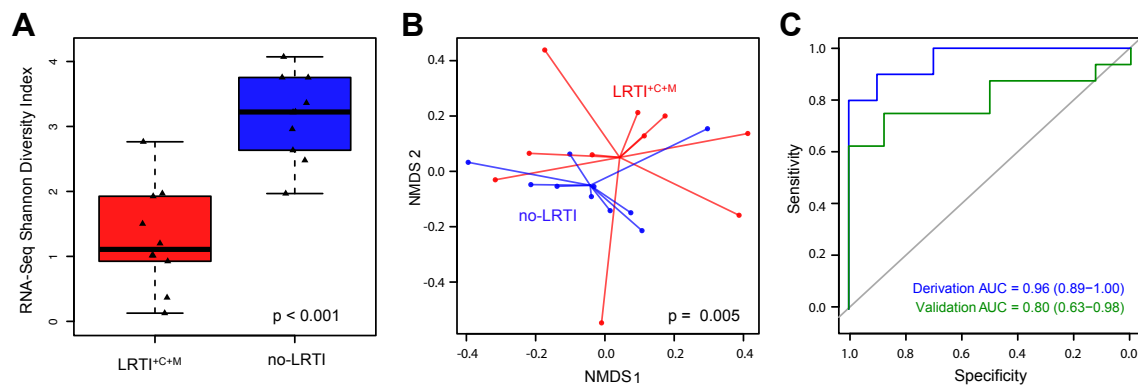 A
RNA-Seq Shannon Diversity Index
4
3
2
1
0
p < 0.001
LRTI+C+M
no-LRTI
B
NMDS 2
0.4
0.2
0.0
-0.2
-0.4
LRTI+C+M
no-LRTI
p = 0.005
-0.4 -0.2 0.0 0.2 0.4
NMDS1
C
Sensitivity
1.0
0.8
0.6
0.4
0.2
0.0
Derivation AUC = 0.96 (0.89−1.00)
Validation AUC = 0.80 (0.63−0.98)
1.0 0.8 0.6 0.4 0.2 0.0
Specificity